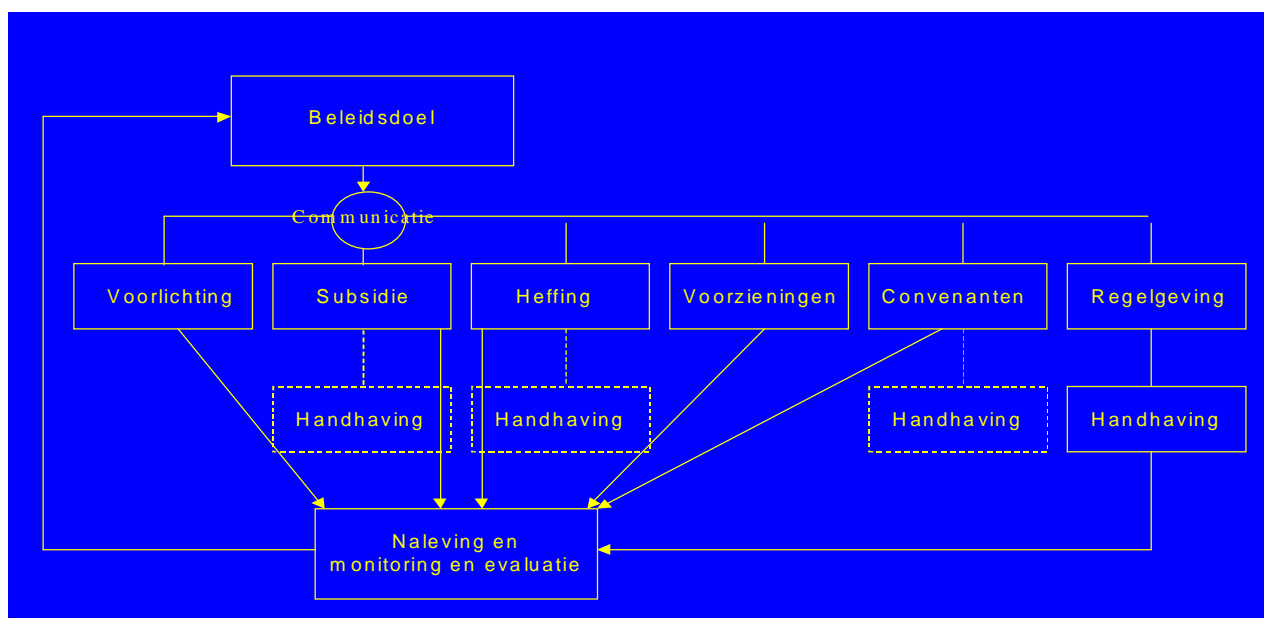 Beleidsdoel
Communicatie
Voorlichting
Subsidie
Heffing
Voorzieningen
Convenanten
Regelgeving
Handhaving
Handhaving
Handhaving
Handhaving
Naleving en
monitoring en evaluatie